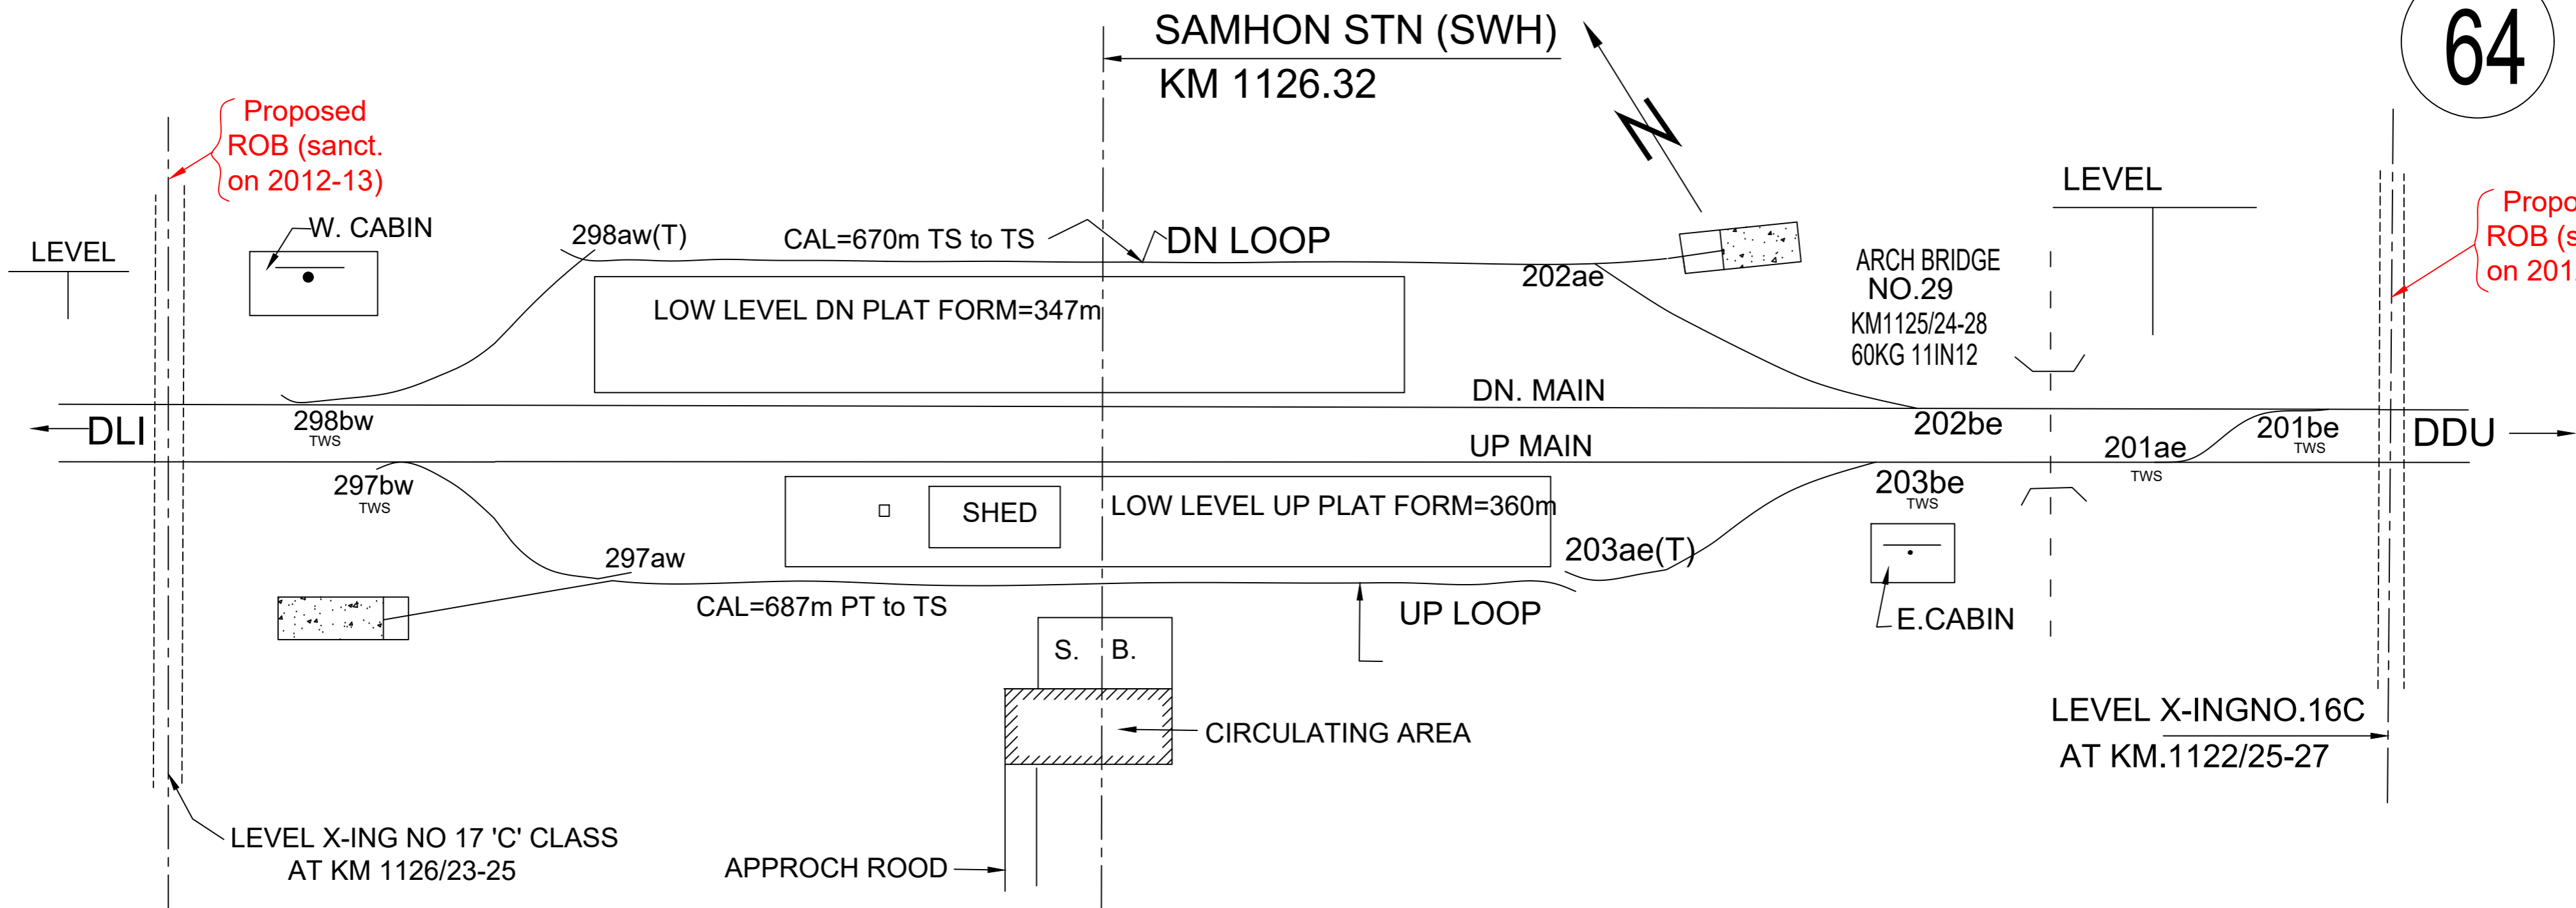 SAMHON STN (SWH)
KM 1126.32
64
N
Proposed
ROB (sanct.
on 2012-13)
LEVEL
W. CABIN
298aw(T)
CAL=670m TS to TS
DN LOOP
202ae
LEVEL
ARCH BRIDGE
NO.29
KM1125/24-28
60KG 11IN12
LOW LEVEL DN PLAT FORM=347m
DN. MAIN
298bw
TWS
DLI
202be
201be
TWS
DDU
UP MAIN
201ae
TWS
297bw
TWS
SHED
LOW LEVEL UP PLAT FORM=360m
203be
TWS
297aw
203ae(T)
CAL=687m PT to TS
UP LOOP
E.CABIN
S. B.
CIRCULATING AREA
LEVEL X-INGNO.16C
AT KM.1122/25-27
LEVEL X-ING NO 17 'C' CLASS
AT KM 1126/23-25
APPROCH ROOD
ROB
on